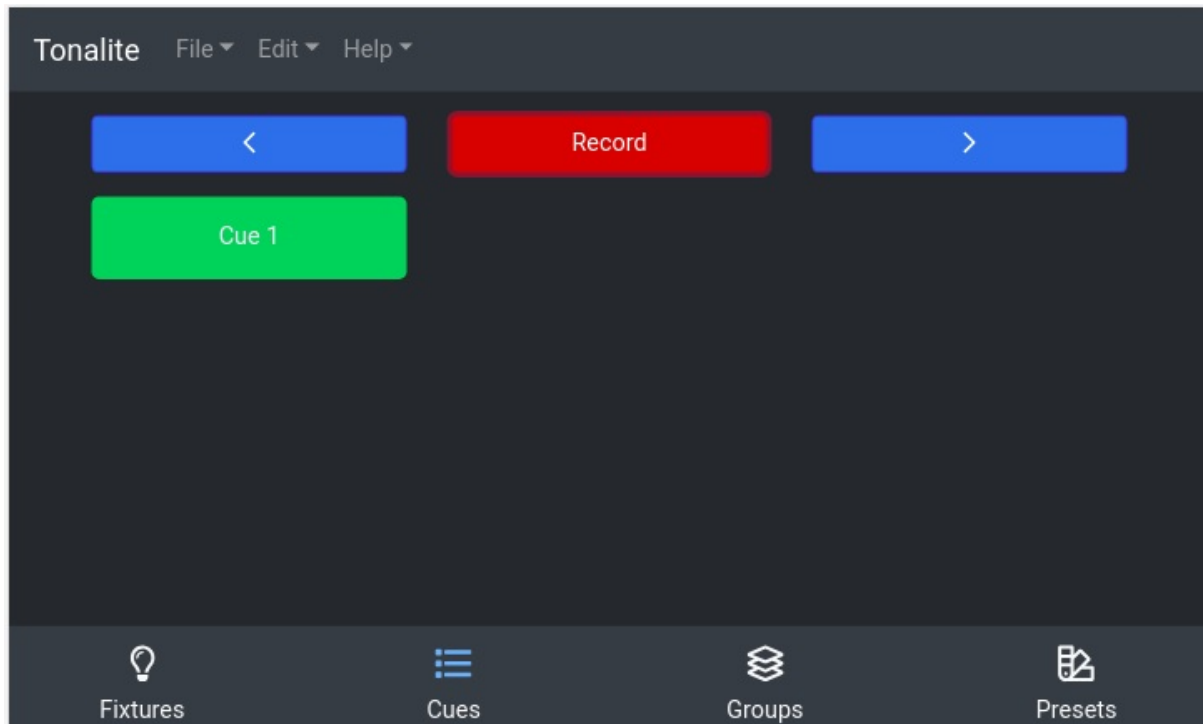 Tonalite File Edit Help
< Record >
Cue 1
Fixtures Cues Groups Presets